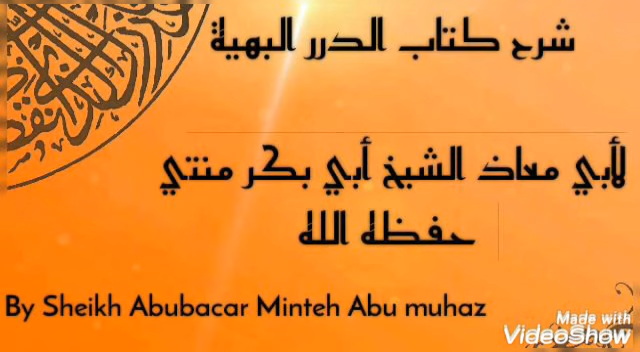 شرح كتاب الدرر البهية
لأبي معاذ الشيخ أبي بكر منتي
حفظه الله
By Sheikh Abubacar Minteh Abu muhaz
Made with
VideoShow